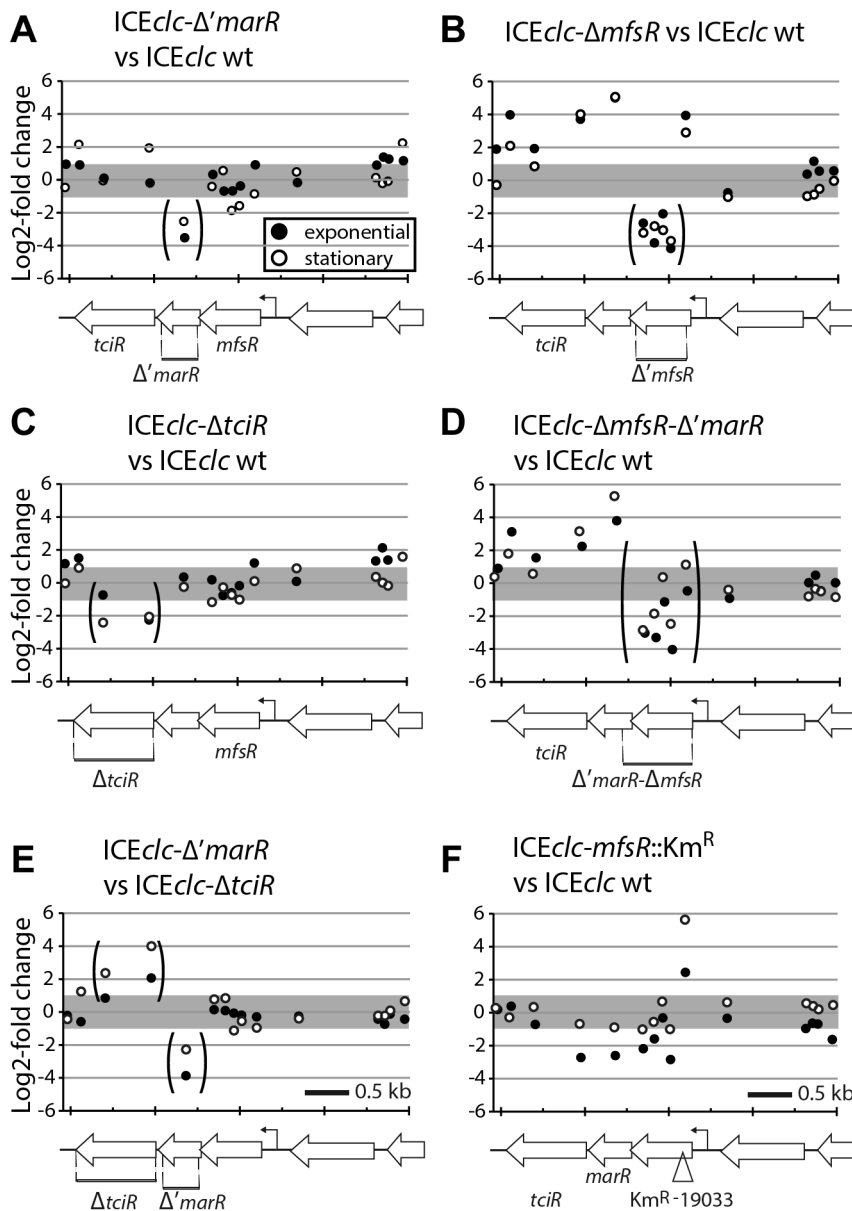 A
ICEclc-Δ'marR
vs ICEclc wt
Log2-fold change
6
4
2
0
-2
-4
-6
exponential
stationary
tciR
mfsR
Δ'marR
B
ICEclc-ΔmfsR vs ICEclc wt
6
4
2
0
-2
-4
-6
tciR
Δ'mfsR
C
ICEclc-ΔtciR
vs ICEclc wt
Log2-fold change
6
4
2
0
-2
-4
-6
mfsR
ΔtciR
D
ICEclc-ΔmfsR-Δ'marR
vs ICEclc wt
6
4
2
0
-2
-4
-6
tciR
Δ'marR-ΔmfsR
E
ICEclc-Δ'marR
vs ICEclc-ΔtciR
Log2-fold change
6
4
2
0
-2
-4
-6
0.5 kb
ΔtciR
Δ'marR
F
ICEclc-mfsR::KmR
vs ICEclc wt
6
4
2
0
-2
-4
-6
0.5 kb
marR
tciR
KmR-19033